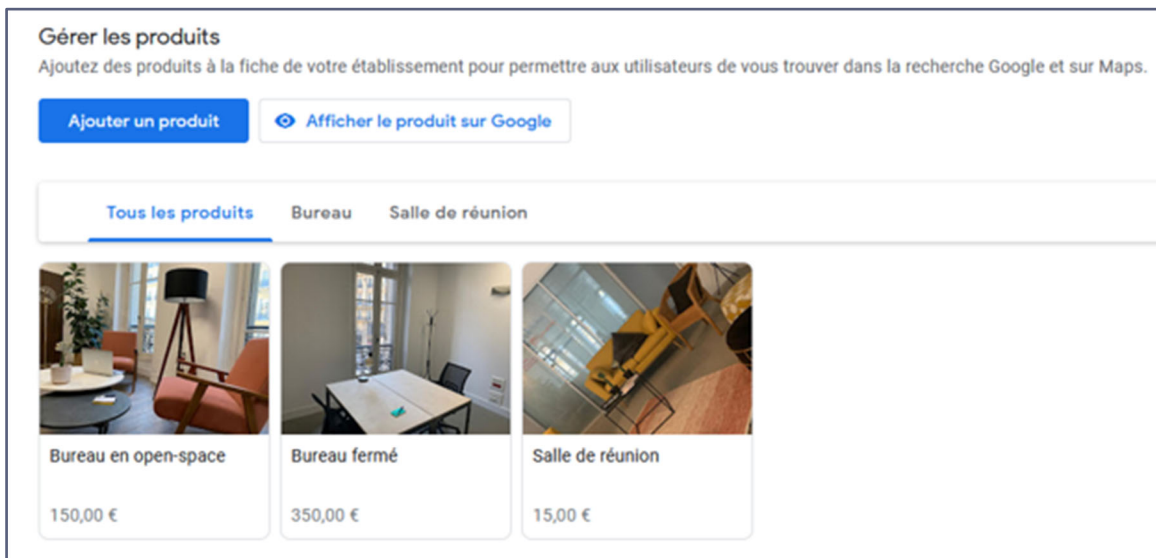 Gérer les produits
Ajoutez des produits à la fiche de votre établissement pour permettre aux utilisateurs de vous trouver dans la recherche Google et sur Maps.
Ajouter un produit
Afficher le produit sur Google
Tous les produits
Bureau
Salle de réunion
Bureau en open-space
Bureau fermé
Salle de réunion
150,00 €
350,00 €
15,00 €